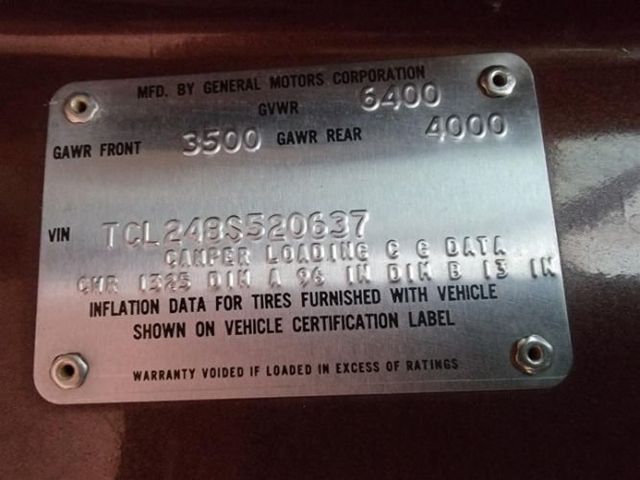 MFD. BY GENERAL MOTORS CORPORATION
GVWR 6400
GAWR FRONT 3500 GAWR REAR 4000
VIN TCL248S520637
CAMPER LOADING C G DATA
CWR 1325 DIM A 96 IN DIM B 13 IN
INFLATION DATA FOR TIRES FURNISHED WITH VEHICLE
SHOWN ON VEHICLE CERTIFICATION LABEL
WARRANTY VOIDED IF LOADED IN EXCESS OF RATINGS